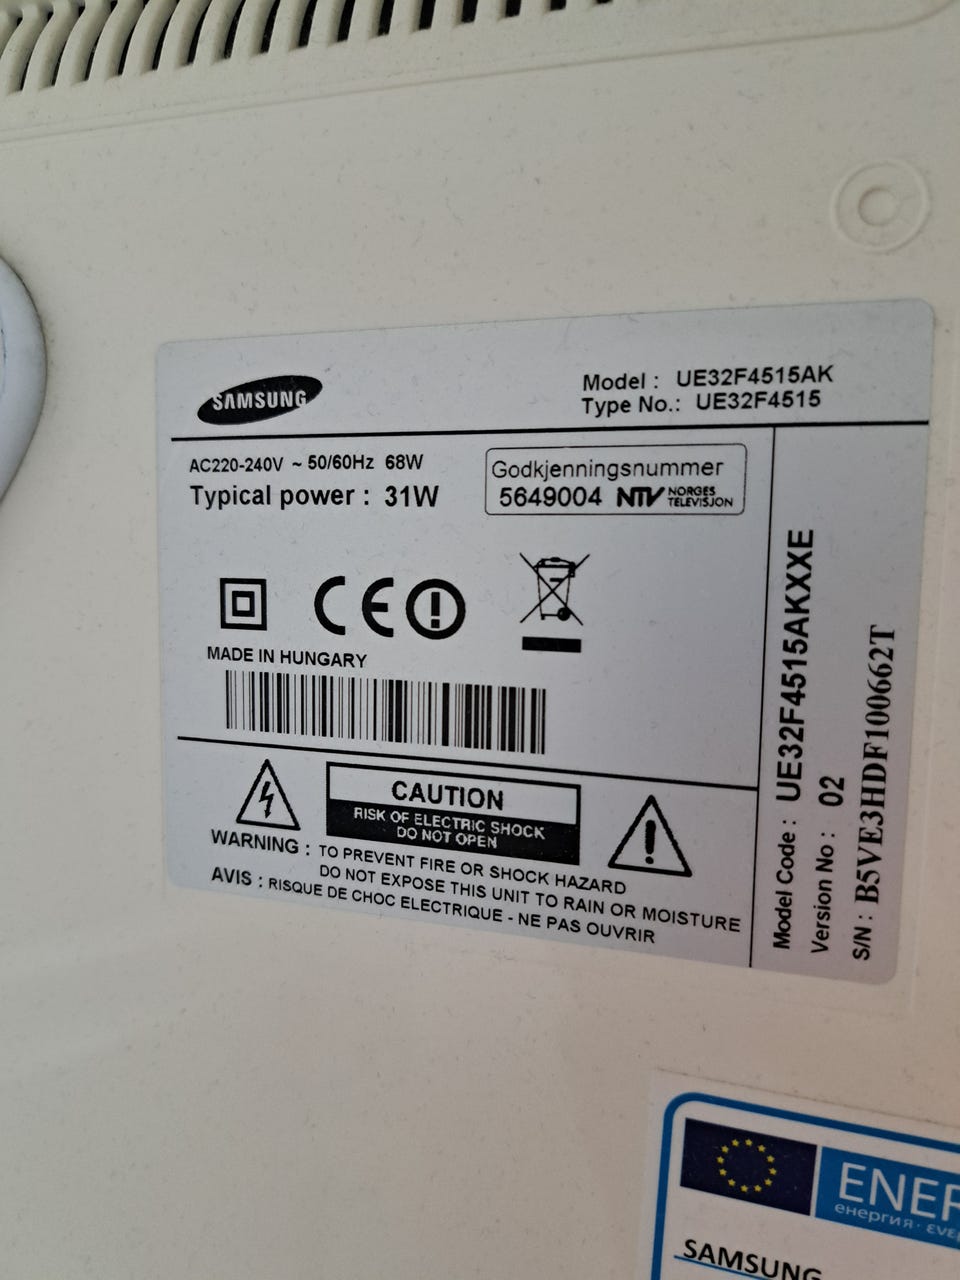 SAMSUNG
Model : UE32F4515AK
Type No.: UE32F4515
AC220-240V ~ 50/60Hz 68W
Typical power : 31W
Godkjenningsnummer
5649004 NTV NORGES TELEVISJON
CE
MADE IN HUNGARY
CAUTION
RISK OF ELECTRIC SHOCK
DO NOT OPEN
WARNING : TO PREVENT FIRE OR SHOCK HAZARD
DO NOT EXPOSE THIS UNIT TO RAIN OR MOISTURE
AVIS : RISQUE DE CHOC ELECTRIQUE - NE PAS OUVRIR
Model Code : UE32F4515AKXXE
Version No : 02
S/N : B5VE3HDF100662T
ENER
енергия · ενε
SAMSUNG